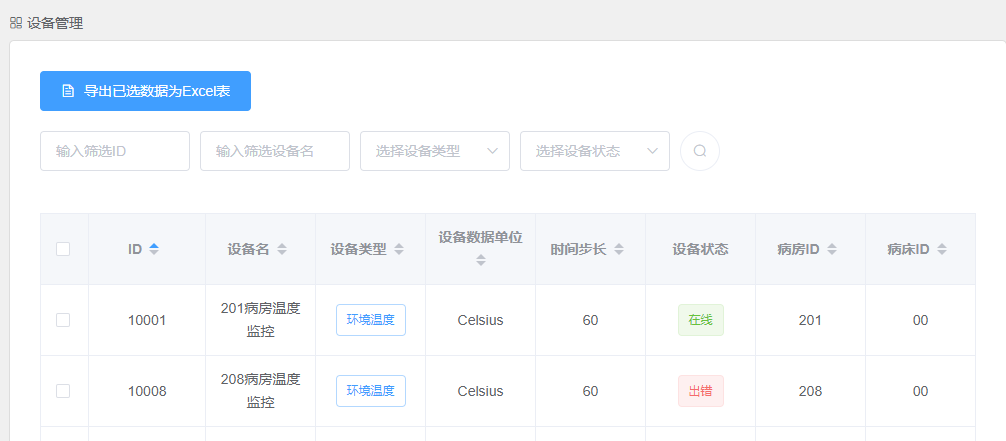 设备管理
导出已选数据为Excel表
输入筛选ID 输入筛选设备名 选择设备类型 选择设备状态
ID 设备名 设备类型 设备数据单位 时间步长 设备状态 病房ID 病床ID
10001 201病房温度监控 环境温度 Celsius 60 在线 201 00
10008 208病房温度监控 环境温度 Celsius 60 出错 208 00